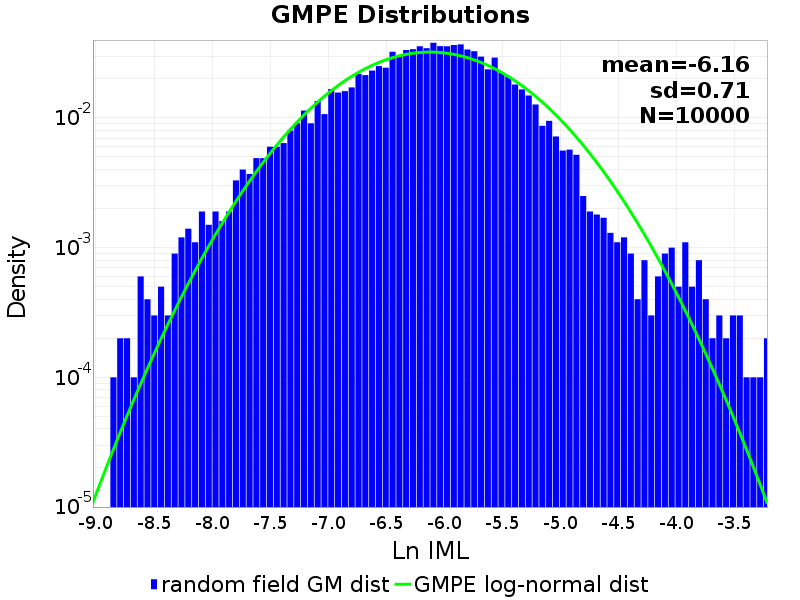 GMPE Distributions
mean=-6.16
sd=0.71
N=10000
Density
10-2
10-3
10-4
10-5
-9.0 -8.5 -8.0 -7.5 -7.0 -6.5 -6.0 -5.5 -5.0 -4.5 -4.0 -3.5
Ln IML
random field GM dist GMPE log-normal dist